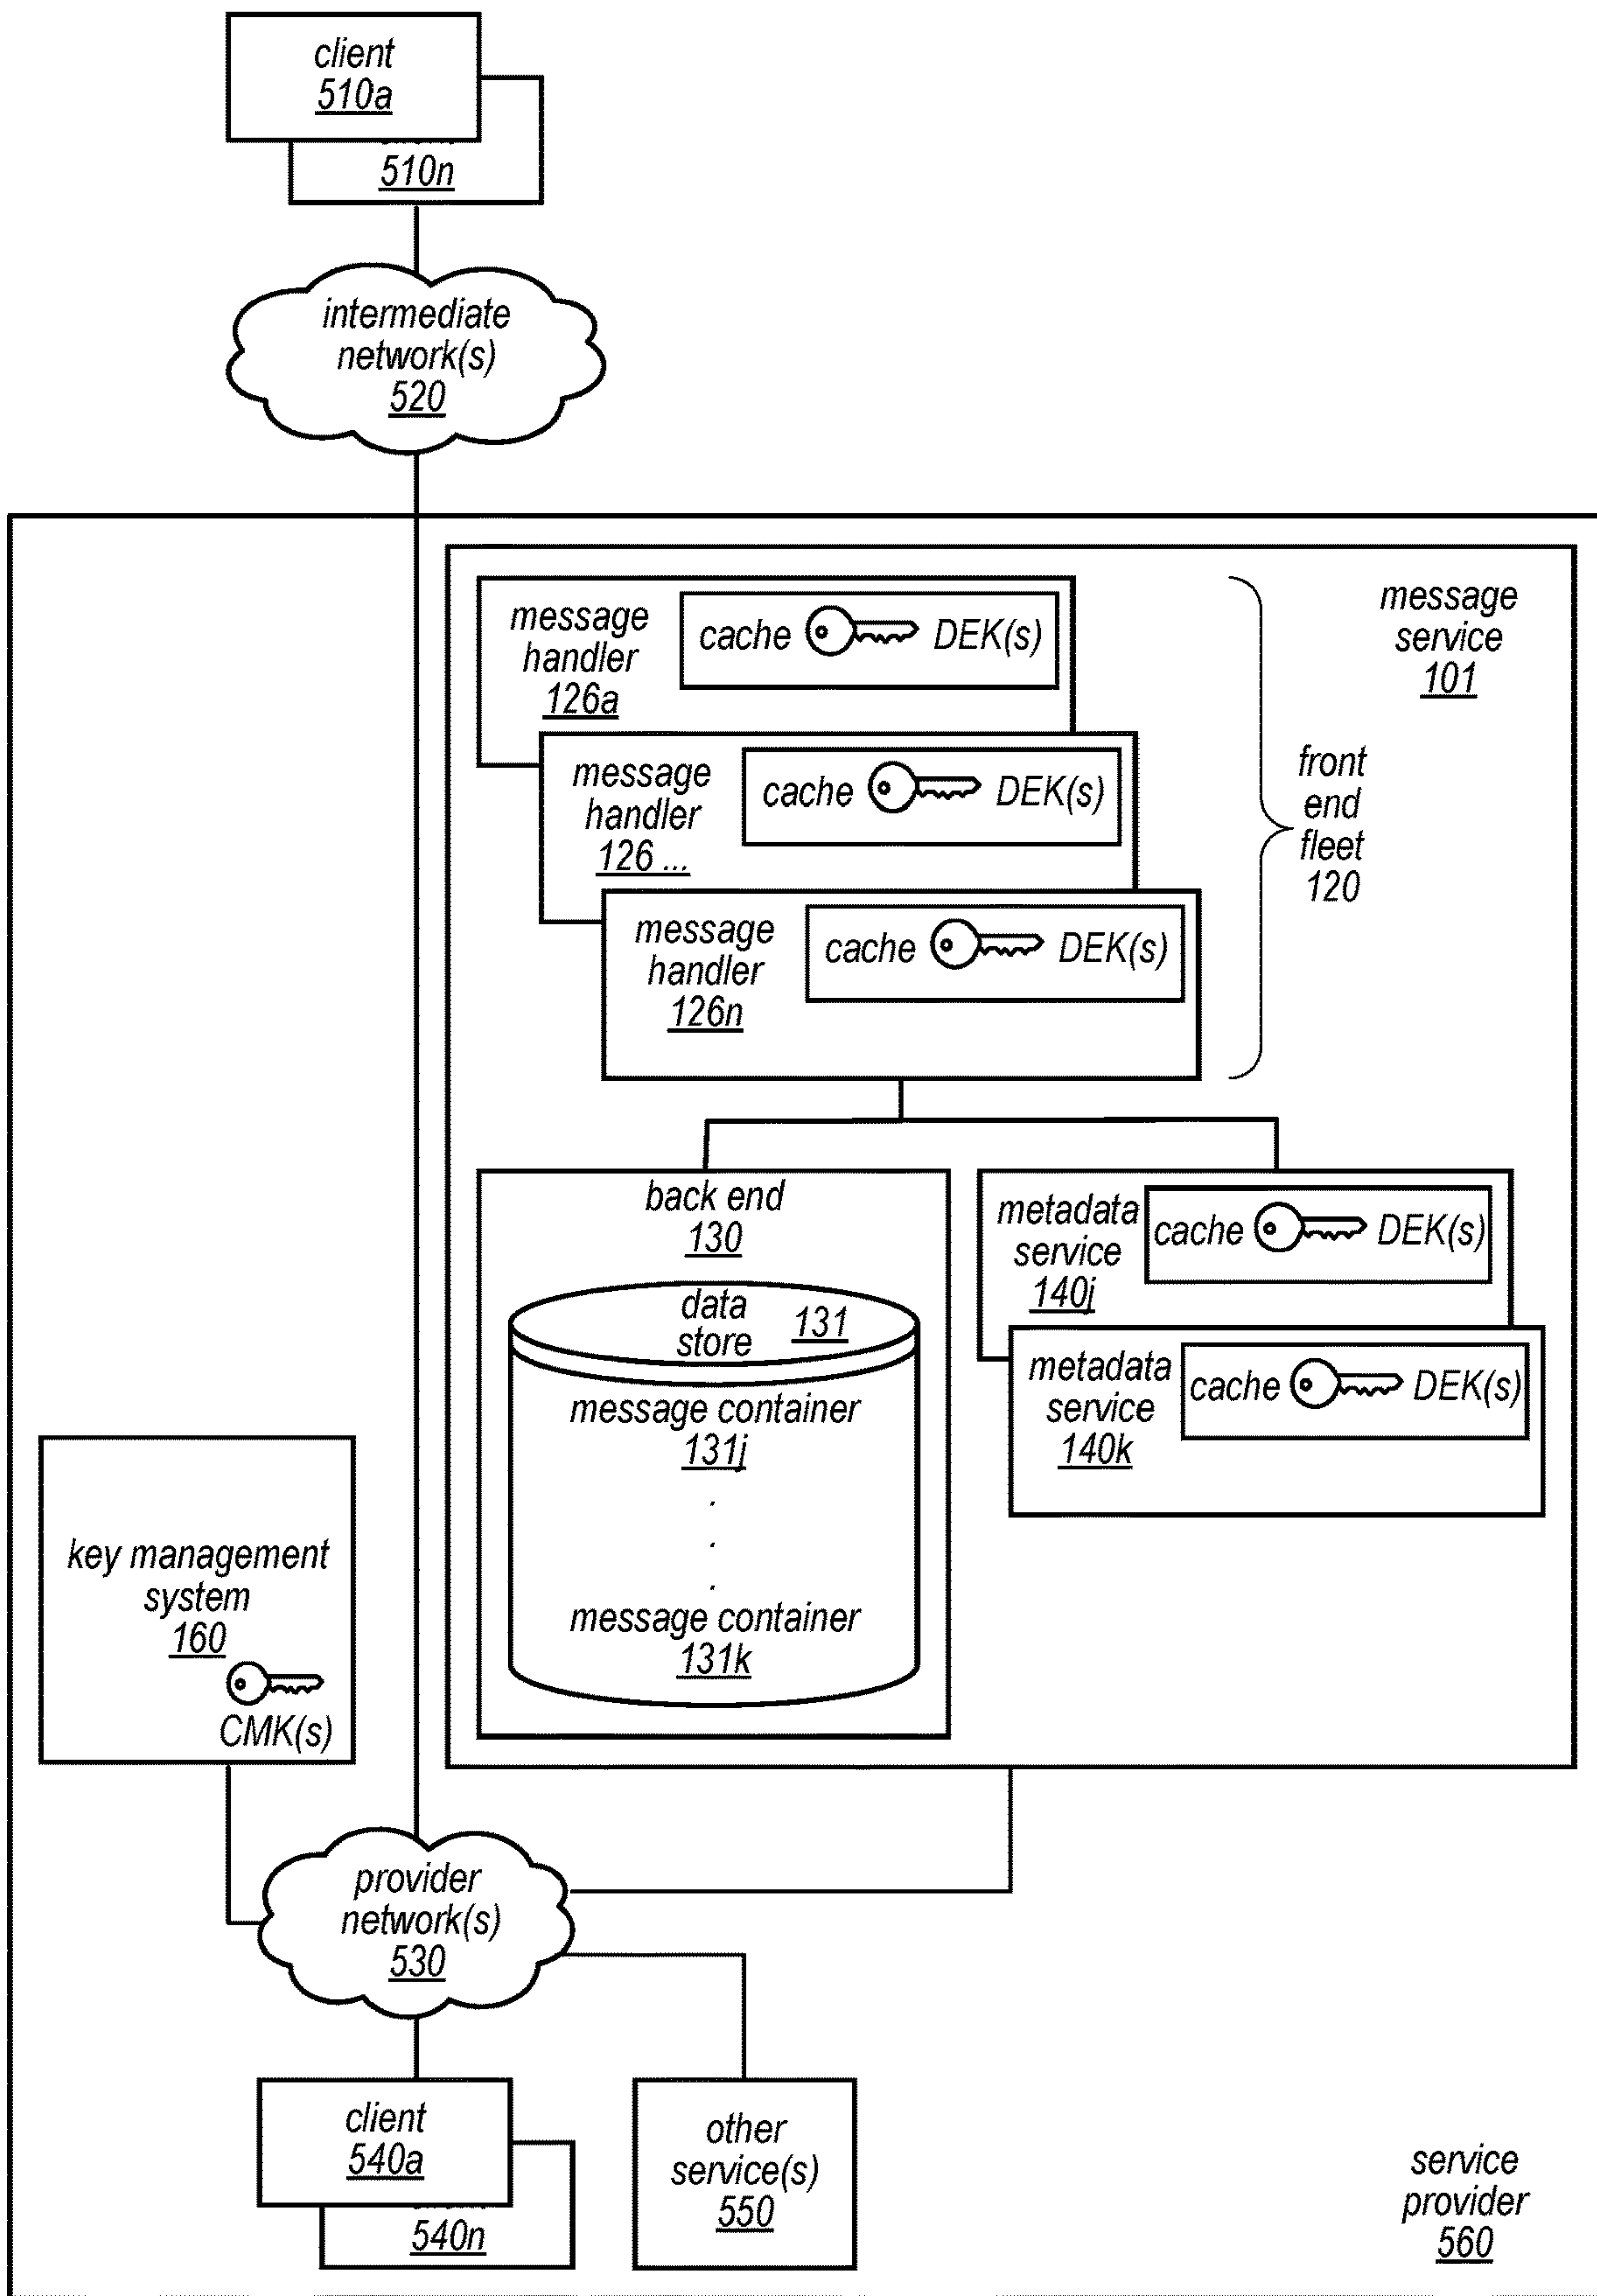 client
510a
510n
intermediate
network(s)
520
message
service
101
message
handler
126a
cache DEK(s)
message
handler
126 ...
cache DEK(s)
message
handler
126n
cache DEK(s)
front
end
fleet
120
back end
130
data
store
131
message container
131j
.
.
.
message container
131k
metadata
service
140j
cache DEK(s)
metadata
service
140k
cache DEK(s)
key management
system
160
CMK(s)
provider
network(s)
530
client
540a
540n
other
service(s)
550
service
provider
560